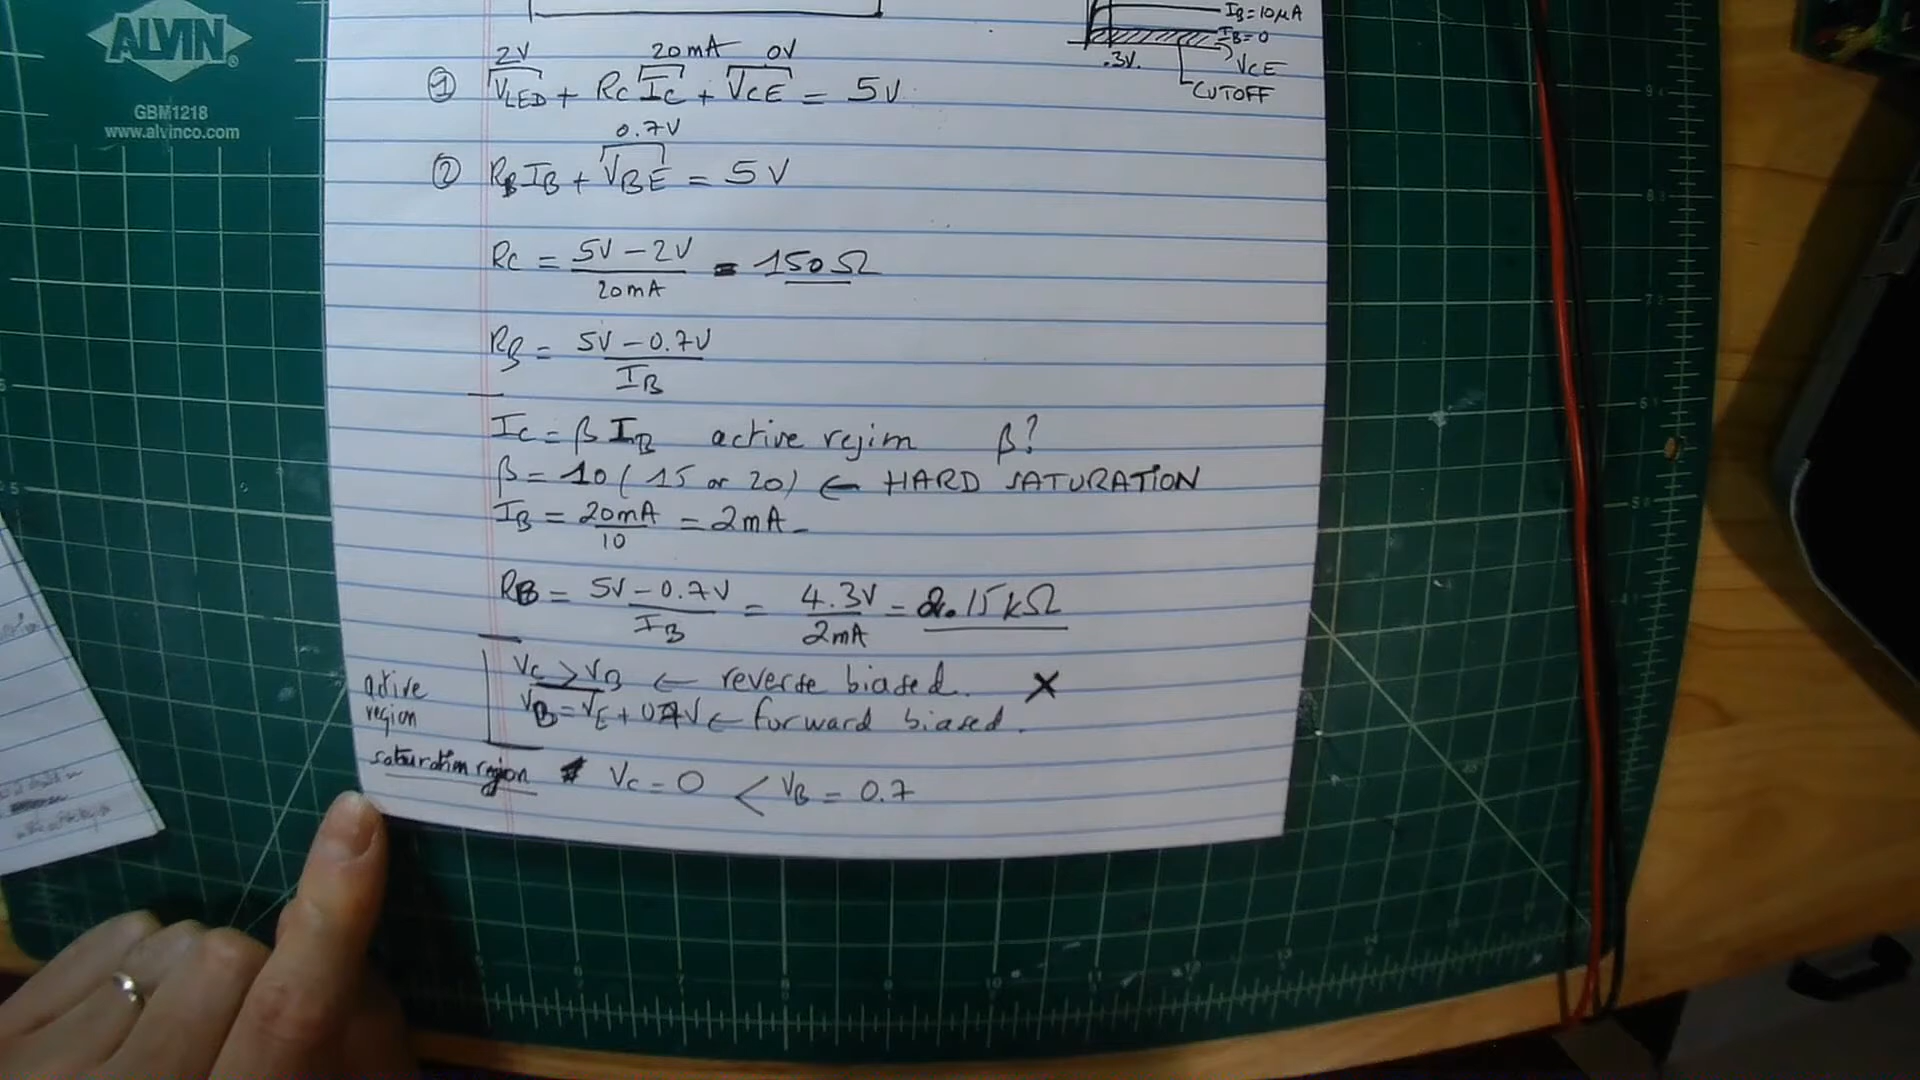 ALVIN
GBM1218
www.alvinco.com
IB=10μA
IB=0
.3V.
VCE
CUTOFF
2V 20mA 0V
① VLED + RC IC + VCE = 5V
0.7V
② RB IB + VBE = 5V
RC = 5V - 2V / 20mA = 150Ω
RB = 5V - 0.7V / IB
IC = β IB active rejim β?
β = 10 (15 or 20) ← HARD SATURATION
IB = 20mA / 10 = 2mA
RB = 5V - 0.7V / IB = 4.3V / 2mA = 2.15kΩ
active region
VC > VB ← reverse biased. X
VB = VE + 0.7V ← forward biased.
saturation region VC = 0 < VB = 0.7